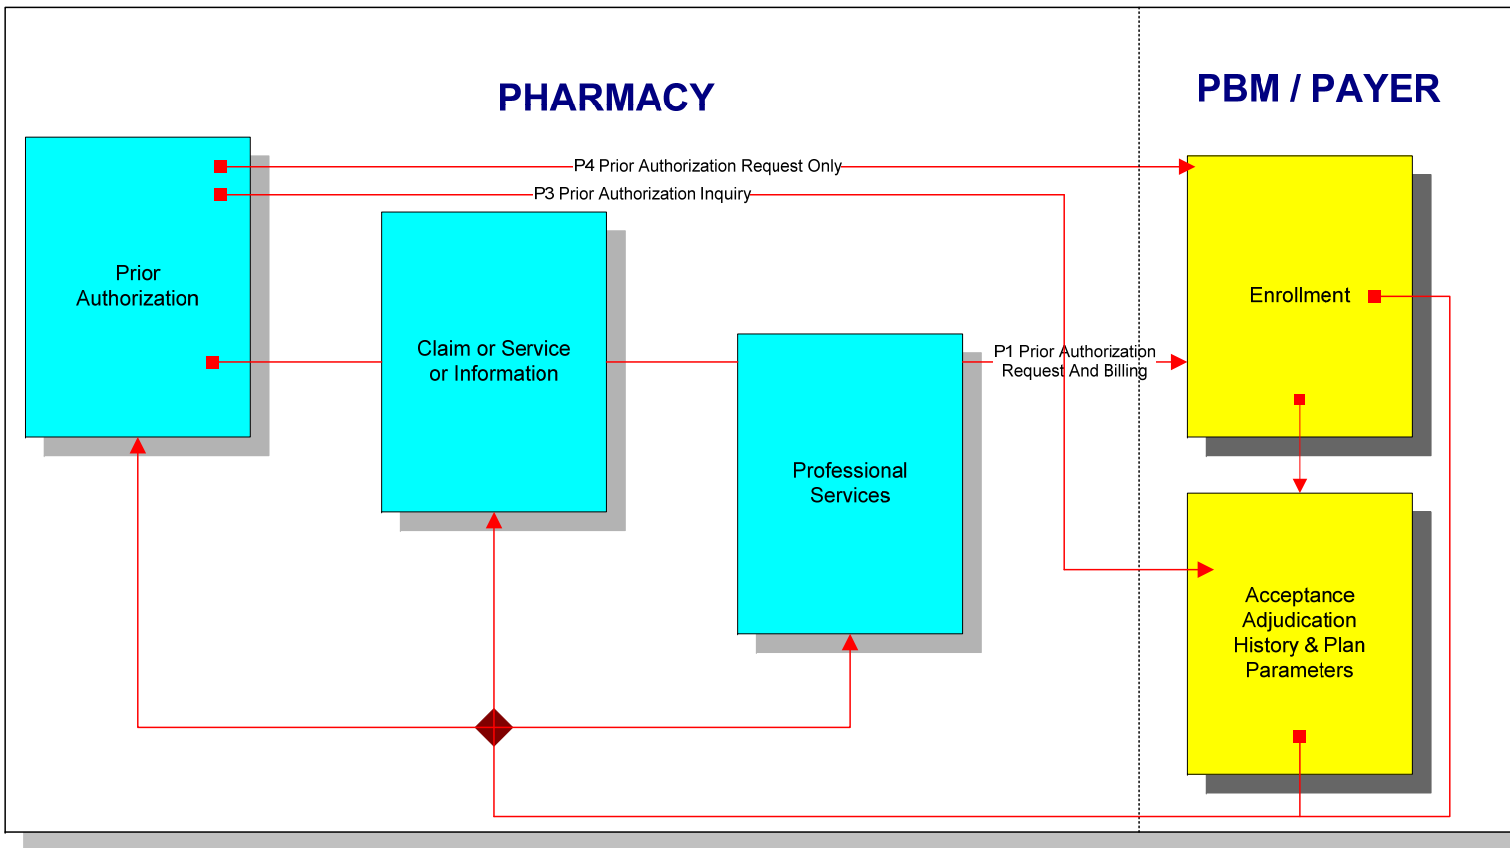 PHARMACY
PBM / PAYER
P4 Prior Authorization Request Only
P3 Prior Authorization Inquiry
Prior
Authorization
Claim or Service
or Information
Professional
Services
P1 Prior Authorization
Request And Billing
Enrollment
Acceptance
Adjudication
History & Plan
Parameters